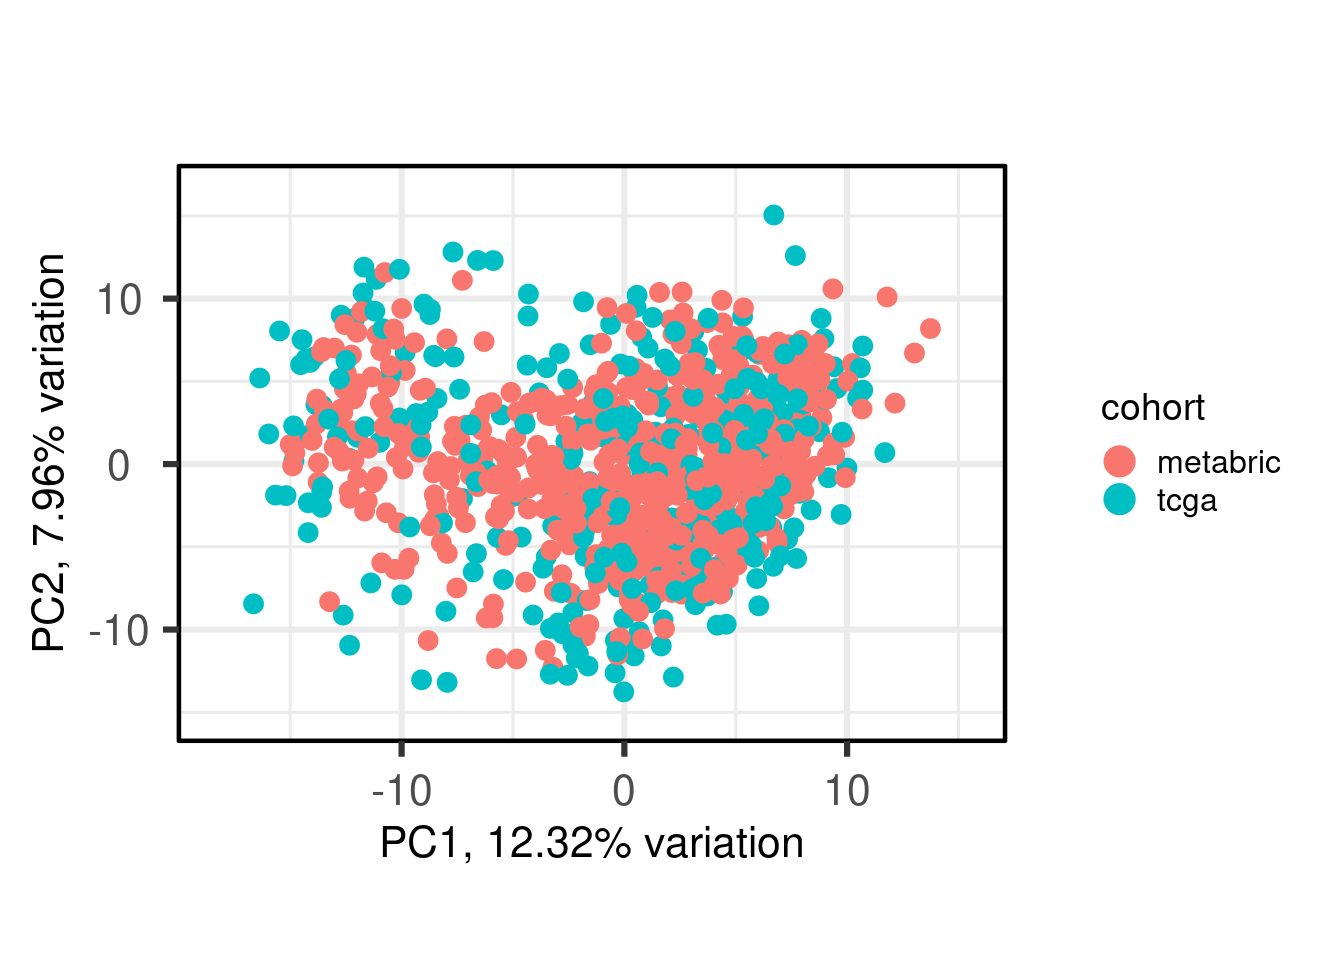 10
0
-10
PC2, 7.96% variation
-10 0 10
PC1, 12.32% variation
cohort
metabric
tcga